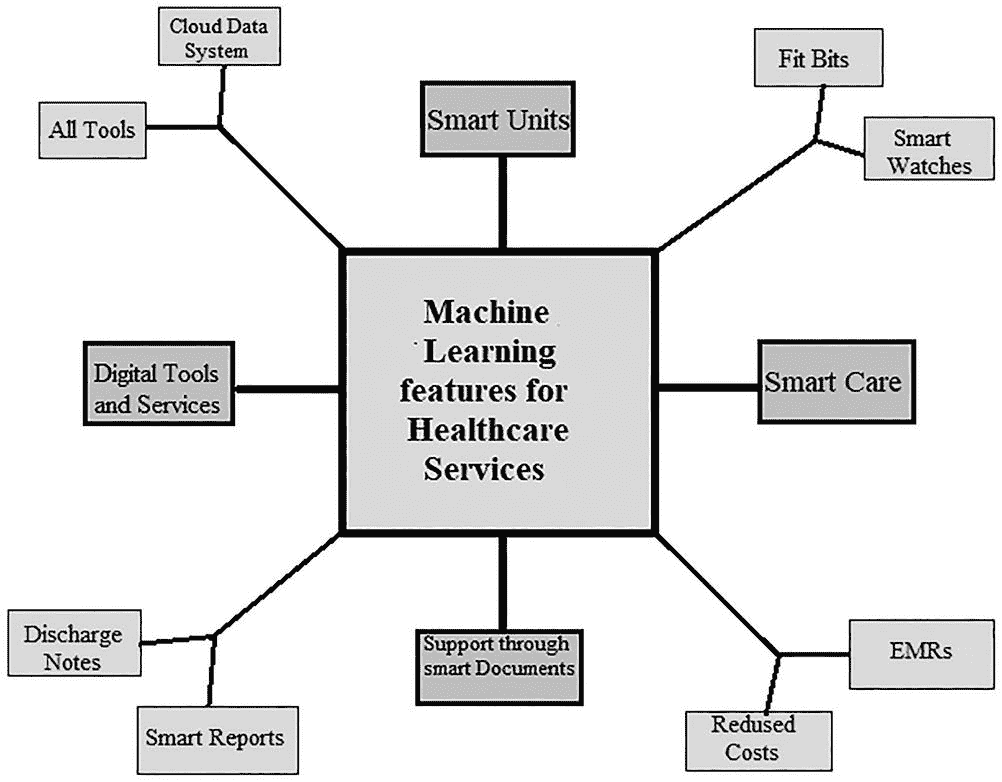 Cloud Data
System
All Tools
Smart Units
Fit Bits
Smart
Watches
Machine
Learning
features for
Healthcare
Services
Digital Tools
and Services
Smart Care
Discharge
Notes
Smart Reports
Support through
smart Documents
EMRs
Redused
Costs